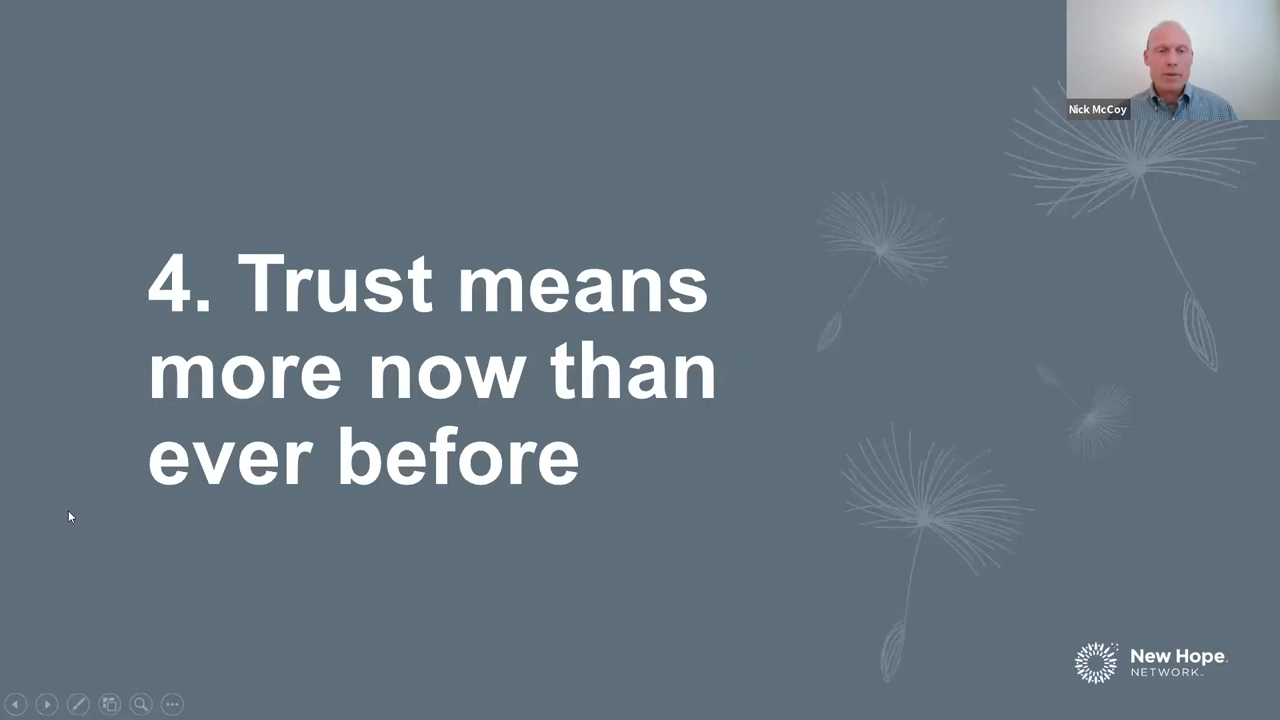 Nick McCoy
4. Trust means
more now than
ever before
New Hope
NETWORK